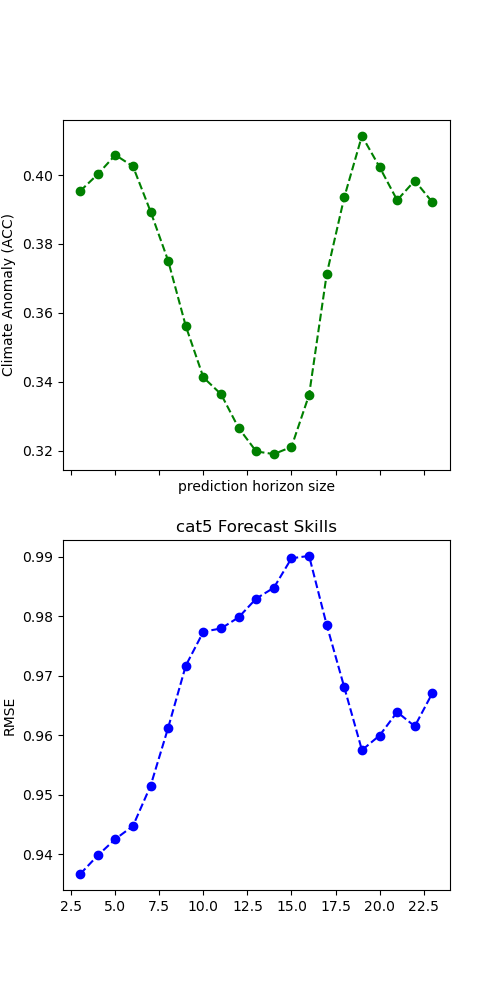 0.40
0.38
0.36
0.34
0.32
Climate Anomaly (ACC)
prediction horizon size
cat5 Forecast Skills
0.99
0.98
0.97
0.96
0.95
0.94
RMSE
2.5 5.0 7.5 10.0 12.5 15.0 17.5 20.0 22.5